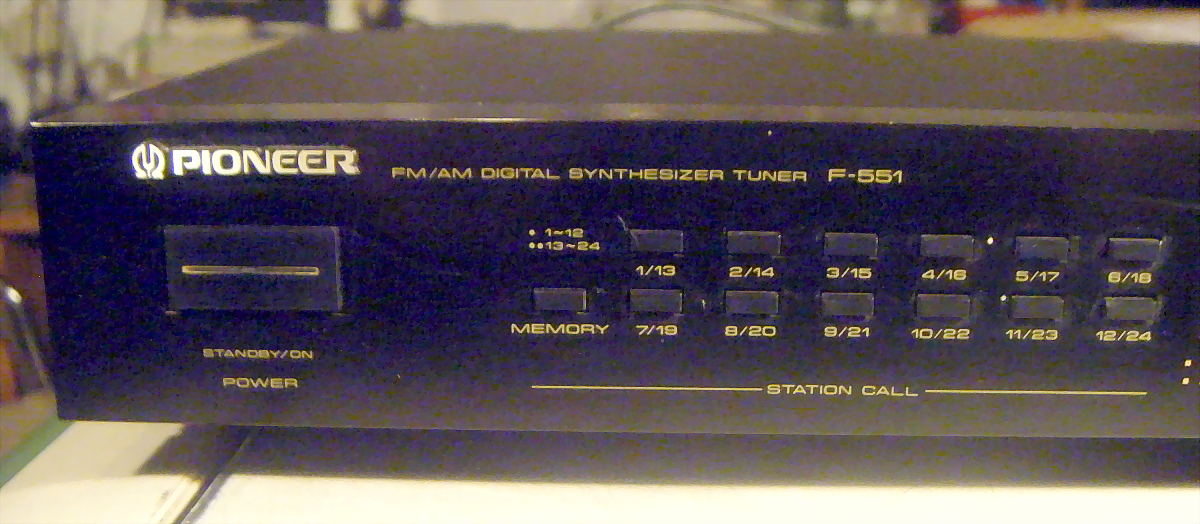 PIONEER
FM/AM DIGITAL SYNTHESIZER TUNER F-551
• 1~12
••13~24
1/13 2/14 3/15 4/16 5/17 6/18
MEMORY 7/19 8/20 9/21 10/22 11/23 12/24
STANDBY/ON
POWER
STATION CALL